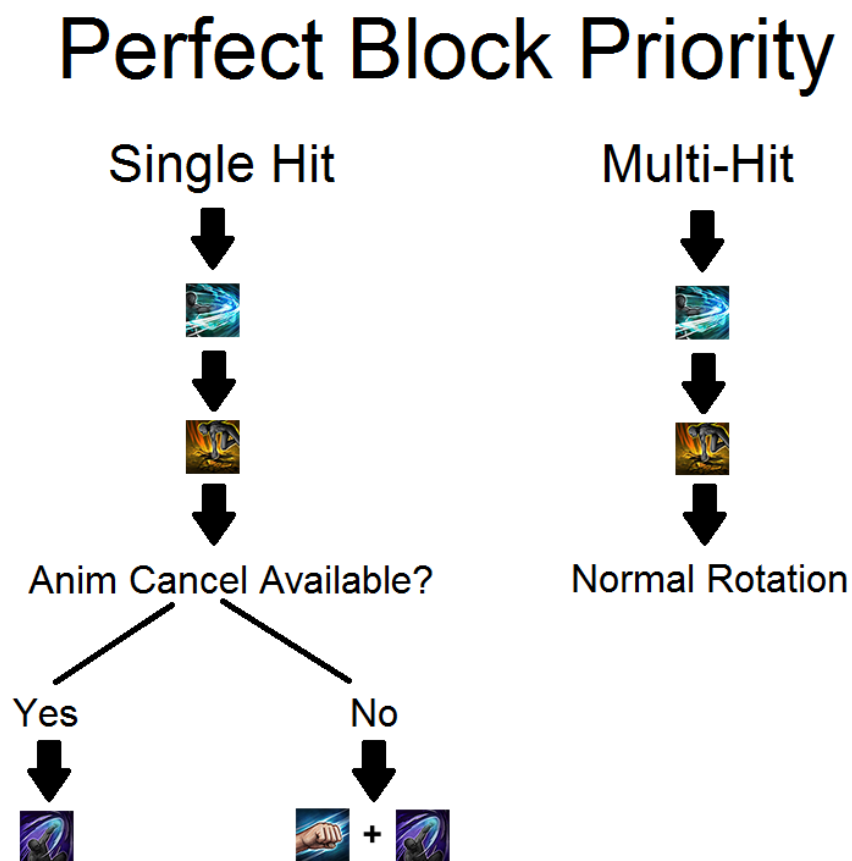 Perfect Block Priority
Single Hit
Multi-Hit
Anim Cancel Available?
Normal Rotation
Yes
No
+